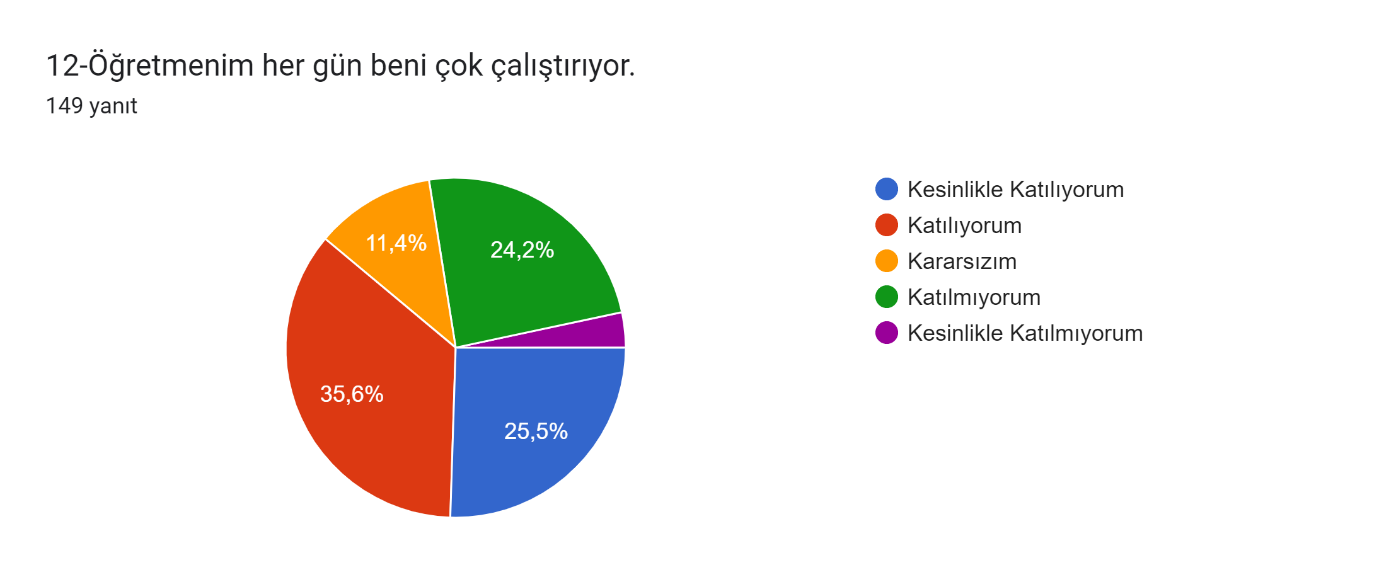 12-Öğretmenim her gün beni çok çalıştırıyor.
149 yanıt
Kesinlikle Katılıyorum
Katılıyorum
Kararsızım
Katılmıyorum
Kesinlikle Katılmıyorum
11,4%
24,2%
35,6%
25,5%